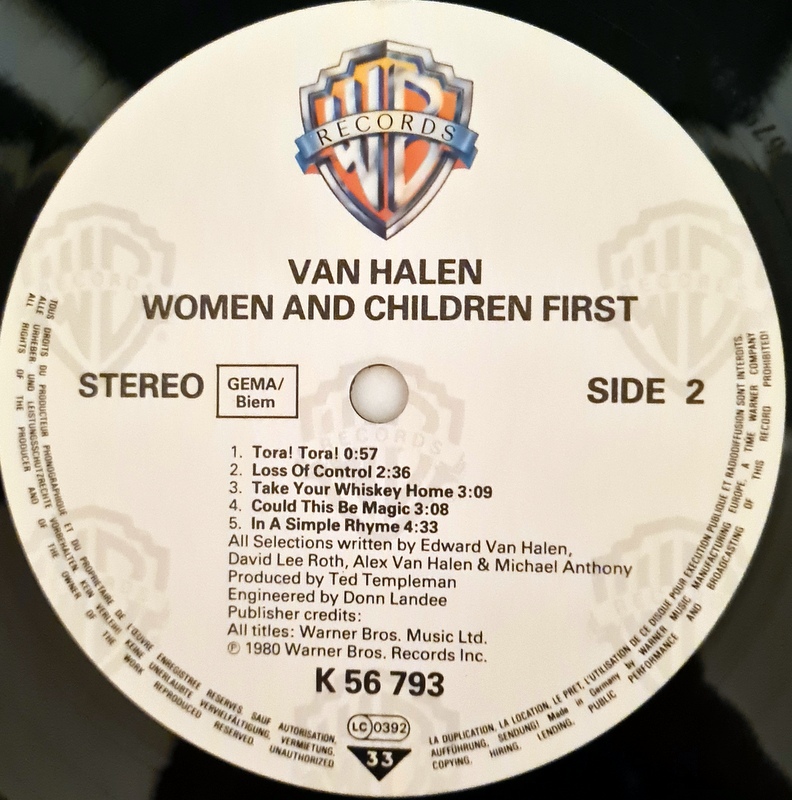 WB
RECORDS
VAN HALEN
WOMEN AND CHILDREN FIRST
STEREO
GEMA/
Biem
SIDE 2
1. Tora! Tora! 0:57
2. Loss Of Control 2:36
3. Take Your Whiskey Home 3:09
4. Could This Be Magic 3:08
5. In A Simple Rhyme 4:33
All Selections written by Edward Van Halen,
David Lee Roth, Alex Van Halen & Michael Anthony
Produced by Ted Templeman
Engineered by Donn Landee
Publisher credits:
All titles: Warner Bros. Music Ltd.
℗ 1980 Warner Bros. Records Inc.
K 56 793
LC 0392
33
TOUS DROITS DU PRODUCTEUR PHONOGRAPHIQUE ET DU PROPRIETAIRE DE L'ŒUVRE ENREGISTREE RESERVES. SAUF AUTORISATION,
LA DUPLICATION, LA LOCATION, LE PRET, L'UTILISATION DE CE DISQUE POUR EXECUTION PUBLIQUE ET RADIODIFFUSION SONT INTERDITS.
ALLE URHEBER UND LEISTUNGSSCHUTZRECHTE VORBEHALTEN. KEIN VERLEIH! KEINE UNERLAUBTE VERVIELFÄLTIGUNG, VERMIETUNG,
AUFFÜHRUNG, SENDUNG! Made in Germany by WARNER MUSIC MANUFACTURING EUROPE. A TIME WARNER COMPANY
ALL RIGHTS OF THE PRODUCER AND OF THE OWNER OF THE WORK REPRODUCED RESERVED. UNAUTHORIZED
COPYING, HIRING, LENDING, PUBLIC PERFORMANCE AND BROADCASTING OF THIS RECORD PROHIBITED!